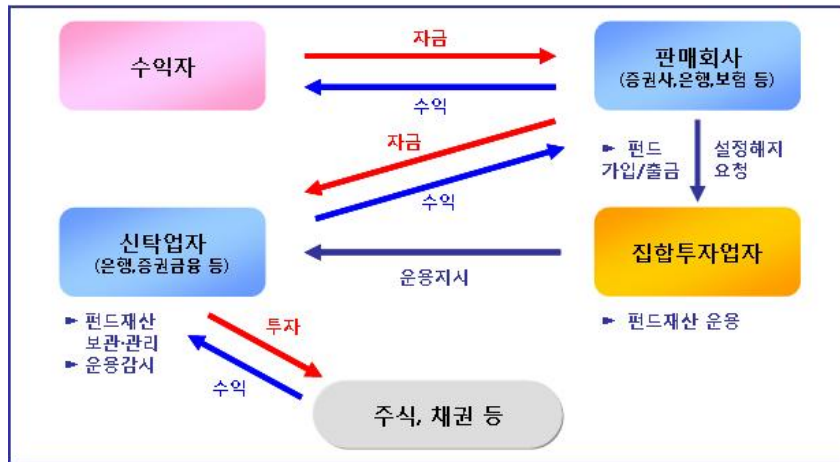 수익자
자금
수익
판매회사
(증권사,은행,보험 등)
자금
수익
► 펀드
가입/출금
설정해지
요청
신탁업자
(은행,증권금융 등)
운용지시
집합투자업자
► 펀드재산
보관·관리
► 운용감시
투자
수익
► 펀드재산 운용
주식, 채권 등